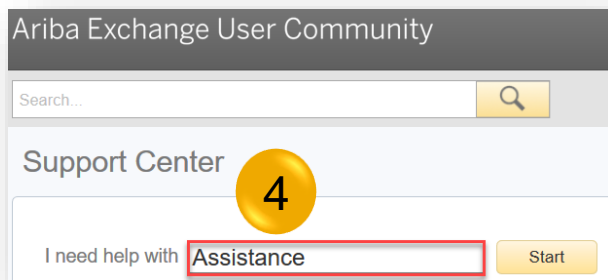 Ariba Exchange User Community
Search...
Support Center
4
I need help with Assistance Start